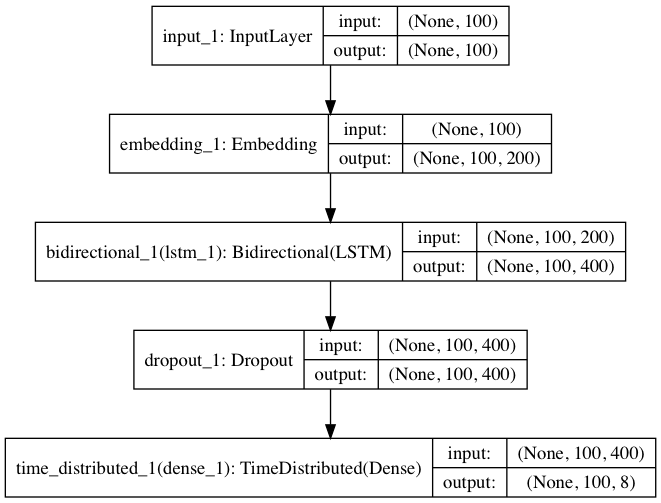 input_1: InputLayer
input: (None, 100)
output: (None, 100)
embedding_1: Embedding
input: (None, 100)
output: (None, 100, 200)
bidirectional_1(lstm_1): Bidirectional(LSTM)
input: (None, 100, 200)
output: (None, 100, 400)
dropout_1: Dropout
input: (None, 100, 400)
output: (None, 100, 400)
time_distributed_1(dense_1): TimeDistributed(Dense)
input: (None, 100, 400)
output: (None, 100, 8)